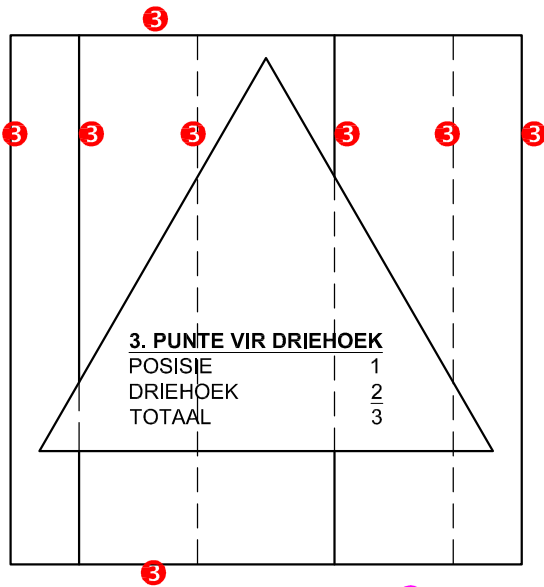 3
3 3 3 3 3 3
3. PUNTE VIR DRIEHOEK
POSISIE 1
DRIEHOEK 2
TOTAAL 3
3